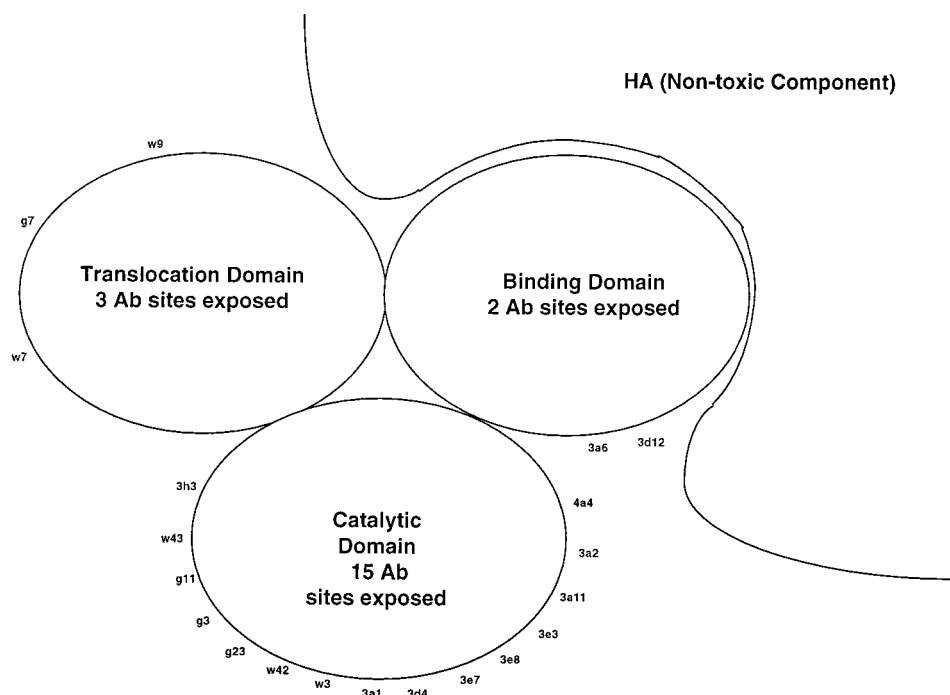 HA (Non-toxic Component)
w9
g7
Translocation Domain
3 Ab sites exposed
Binding Domain
2 Ab sites exposed
w7
3a6
3d12
3h3
4a4
Catalytic
Domain
15 Ab
sites exposed
w43
3a2
g11
3a11
g3
3e3
g23
3e8
w42
3e7
w3
3a1
3d4